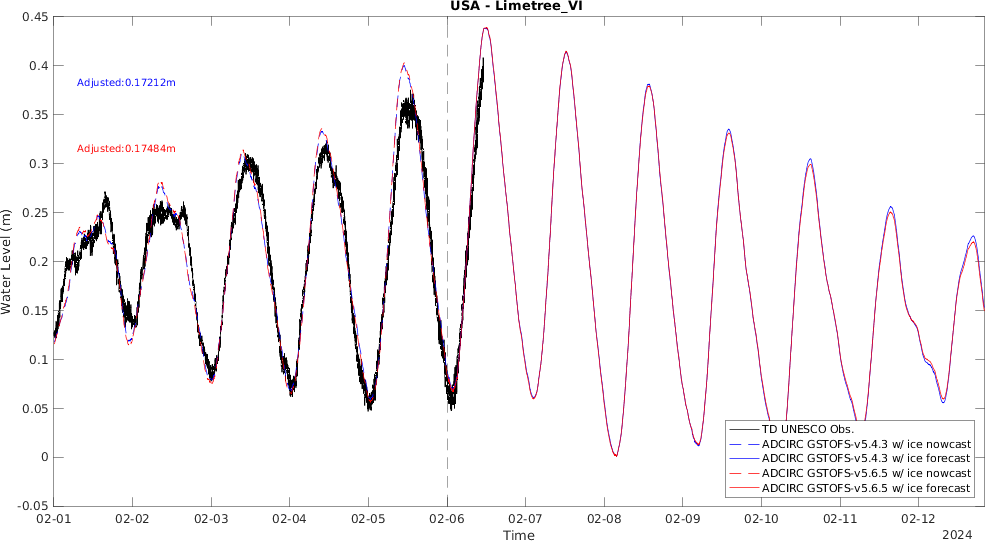 USA - Limetree_VI
0.45
0.4
0.35
0.3
0.25
0.2
0.15
0.1
0.05
0
-0.05
Water Level (m)
Adjusted:0.17212m
Adjusted:0.17484m
TD UNESCO Obs.
ADCIRC GSTOFS-v5.4.3 w/ ice nowcast
ADCIRC GSTOFS-v5.4.3 w/ ice forecast
ADCIRC GSTOFS-v5.6.5 w/ ice nowcast
ADCIRC GSTOFS-v5.6.5 w/ ice forecast
02-01 02-02 02-03 02-04 02-05 02-06 02-07 02-08 02-09 02-10 02-11 02-12
Time
2024